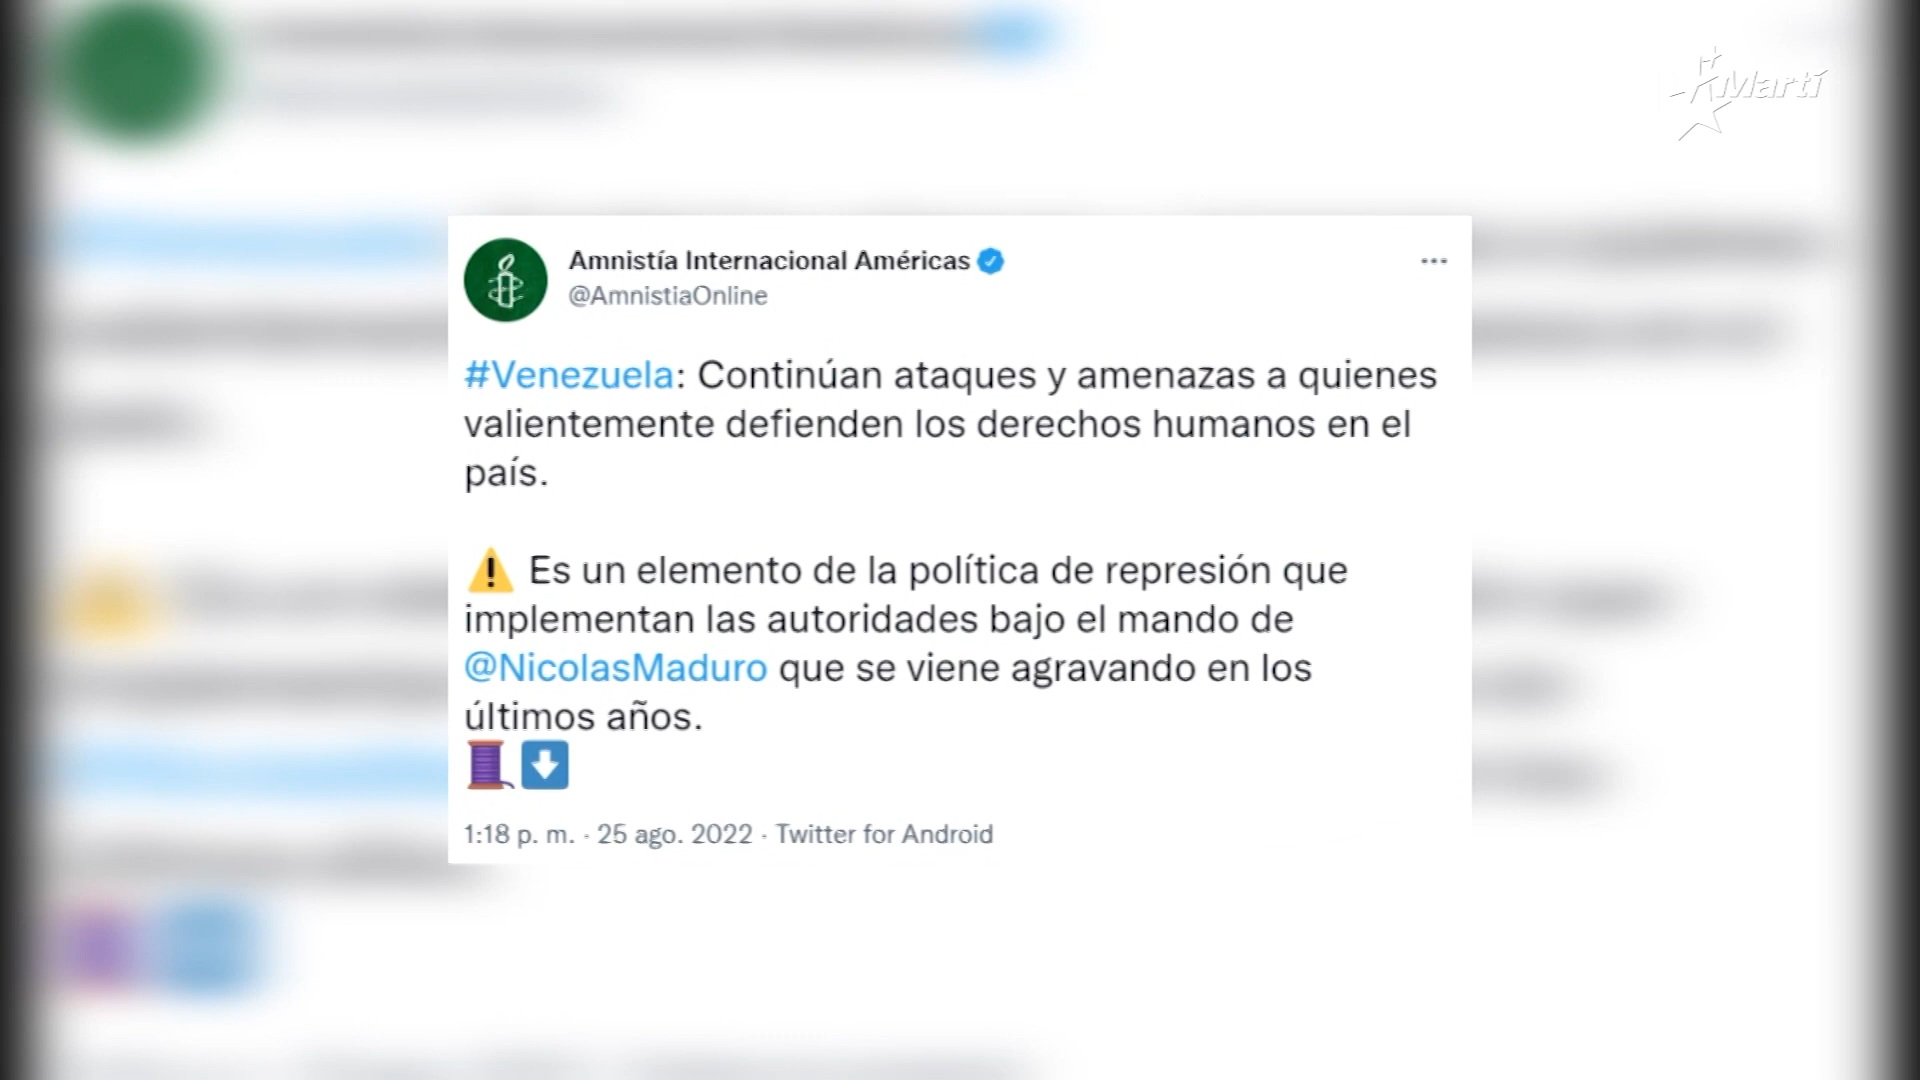 Martí
Amnistía Internacional Américas
@AmnistiaOnline
#Venezuela: Continúan ataques y amenazas a quienes
valientemente defienden los derechos humanos en el
país.
⚠️ Es un elemento de la política de represión que
implementan las autoridades bajo el mando de
@NicolasMaduro que se viene agravando en los
últimos años.
🧵⬇️
1:18 p. m. · 25 ago. 2022 · Twitter for Android